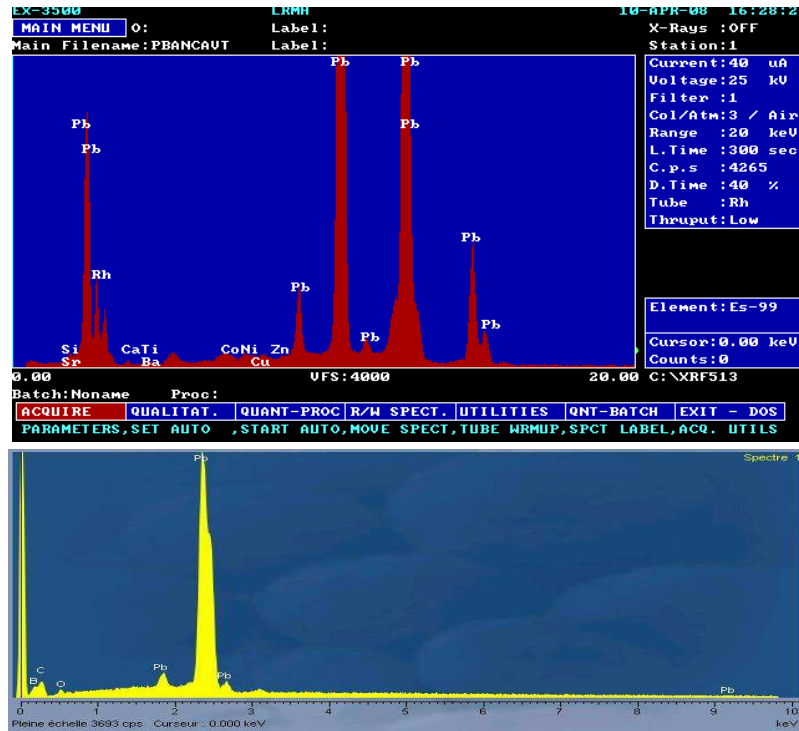 EX-3500 LRMH 10-APR-08 16:28:2
MAIN MENU O: Label: X-Rays :OFF
Main Filename:PBANCAVT Label: Station:1
Current:40 uA
Voltage:25 kV
Filter :1
Col/Atm:3 / Air
Range :20 keV
L.Time :300 sec
C.p.s :4265
D.Time :40 %
Tube :Rh
Thruput:Low
Pb Pb
Pb Pb
Pb
Pb
Rh
Pb
Pb
Pb
Si CaTi CoNi Zn
Sr Ba Cu
Element:Es-99
Cursor:0.00 keV
Counts:0
0.00 VFS:4000 20.00 C:\XRF513
Batch:Noname Proc:
ACQUIRE QUALITAT. QUANT-PROC R/W SPECT. UTILITIES QNT-BATCH EXIT - DOS
PARAMETERS,SET AUTO ,START AUTO,MOVE SPECT,TUBE WRMUP,SPCT LABEL,ACQ. UTILS
Pb Spectre 1
C Pb
B O Pb Pb
0 1 2 3 4 5 6 7 8 9 10
Pleine échelle 3693 cps Curseur : 0.000 keV keV